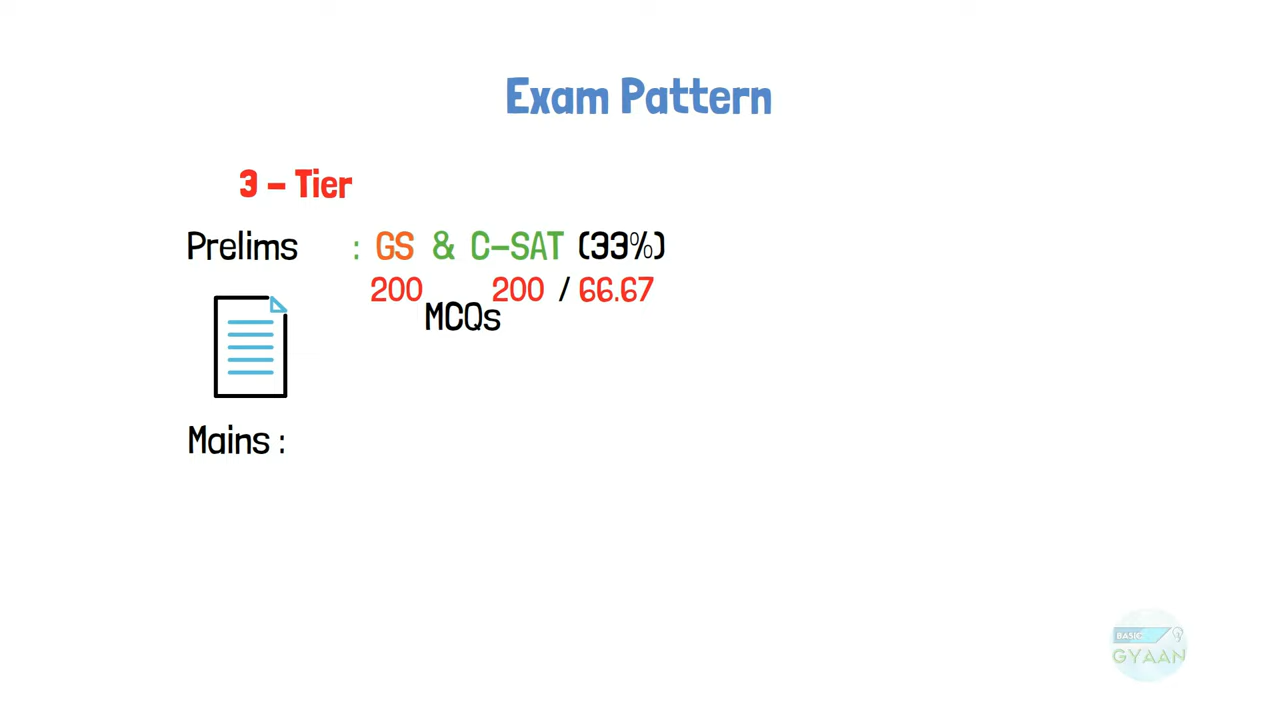 Exam Pattern
3 - Tier
Prelims : GS & C-SAT (33%)
200 200 / 66.67
MCQs
Mains :
BASIC
GYAAN